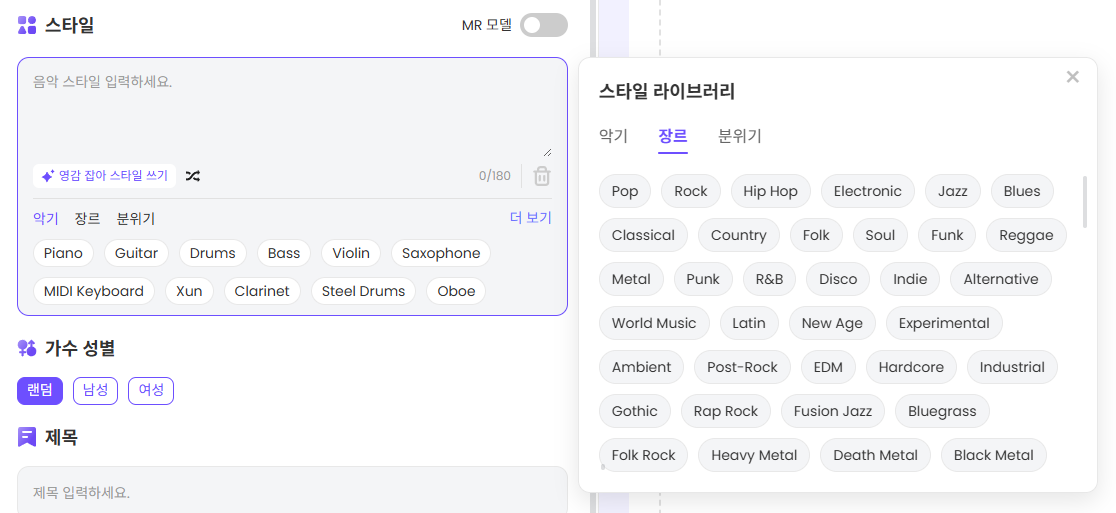 스타일
MR 모델
음악 스타일 입력하세요.
영감 잡아 스타일 쓰기
0/180
악기 장르 분위기
더 보기
Piano Guitar Drums Bass Violin Saxophone
MIDI Keyboard Xun Clarinet Steel Drums Oboe
가수 성별
랜덤 남성 여성
제목
제목 입력하세요.
스타일 라이브러리
악기 장르 분위기
Pop Rock Hip Hop Electronic Jazz Blues
Classical Country Folk Soul Funk Reggae
Metal Punk R&B Disco Indie Alternative
World Music Latin New Age Experimental
Ambient Post-Rock EDM Hardcore Industrial
Gothic Rap Rock Fusion Jazz Bluegrass
Folk Rock Heavy Metal Death Metal Black Metal